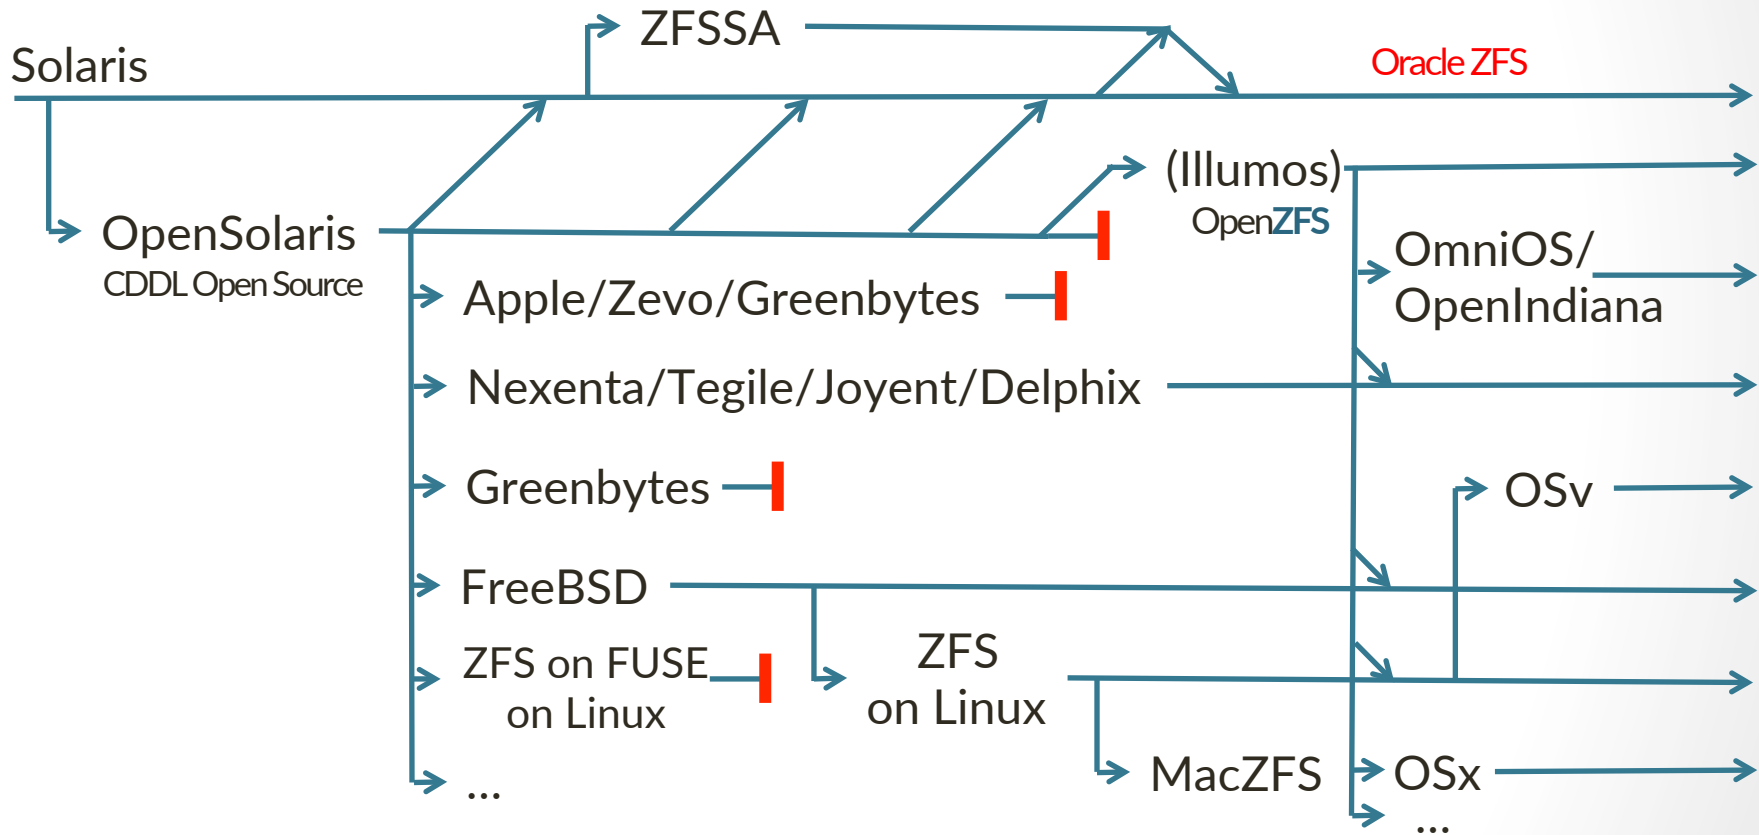 ZFSSA
Solaris
Oracle ZFS
(Illumos)
OpenZFS
OpenSolaris
CDDL Open Source
OmniOS/
OpenIndiana
Apple/Zevo/Greenbytes
Nexenta/Tegile/Joyent/Delphix
Greenbytes
OSv
FreeBSD
ZFS on FUSE
on Linux
ZFS
on Linux
MacZFS
OSx
...
...